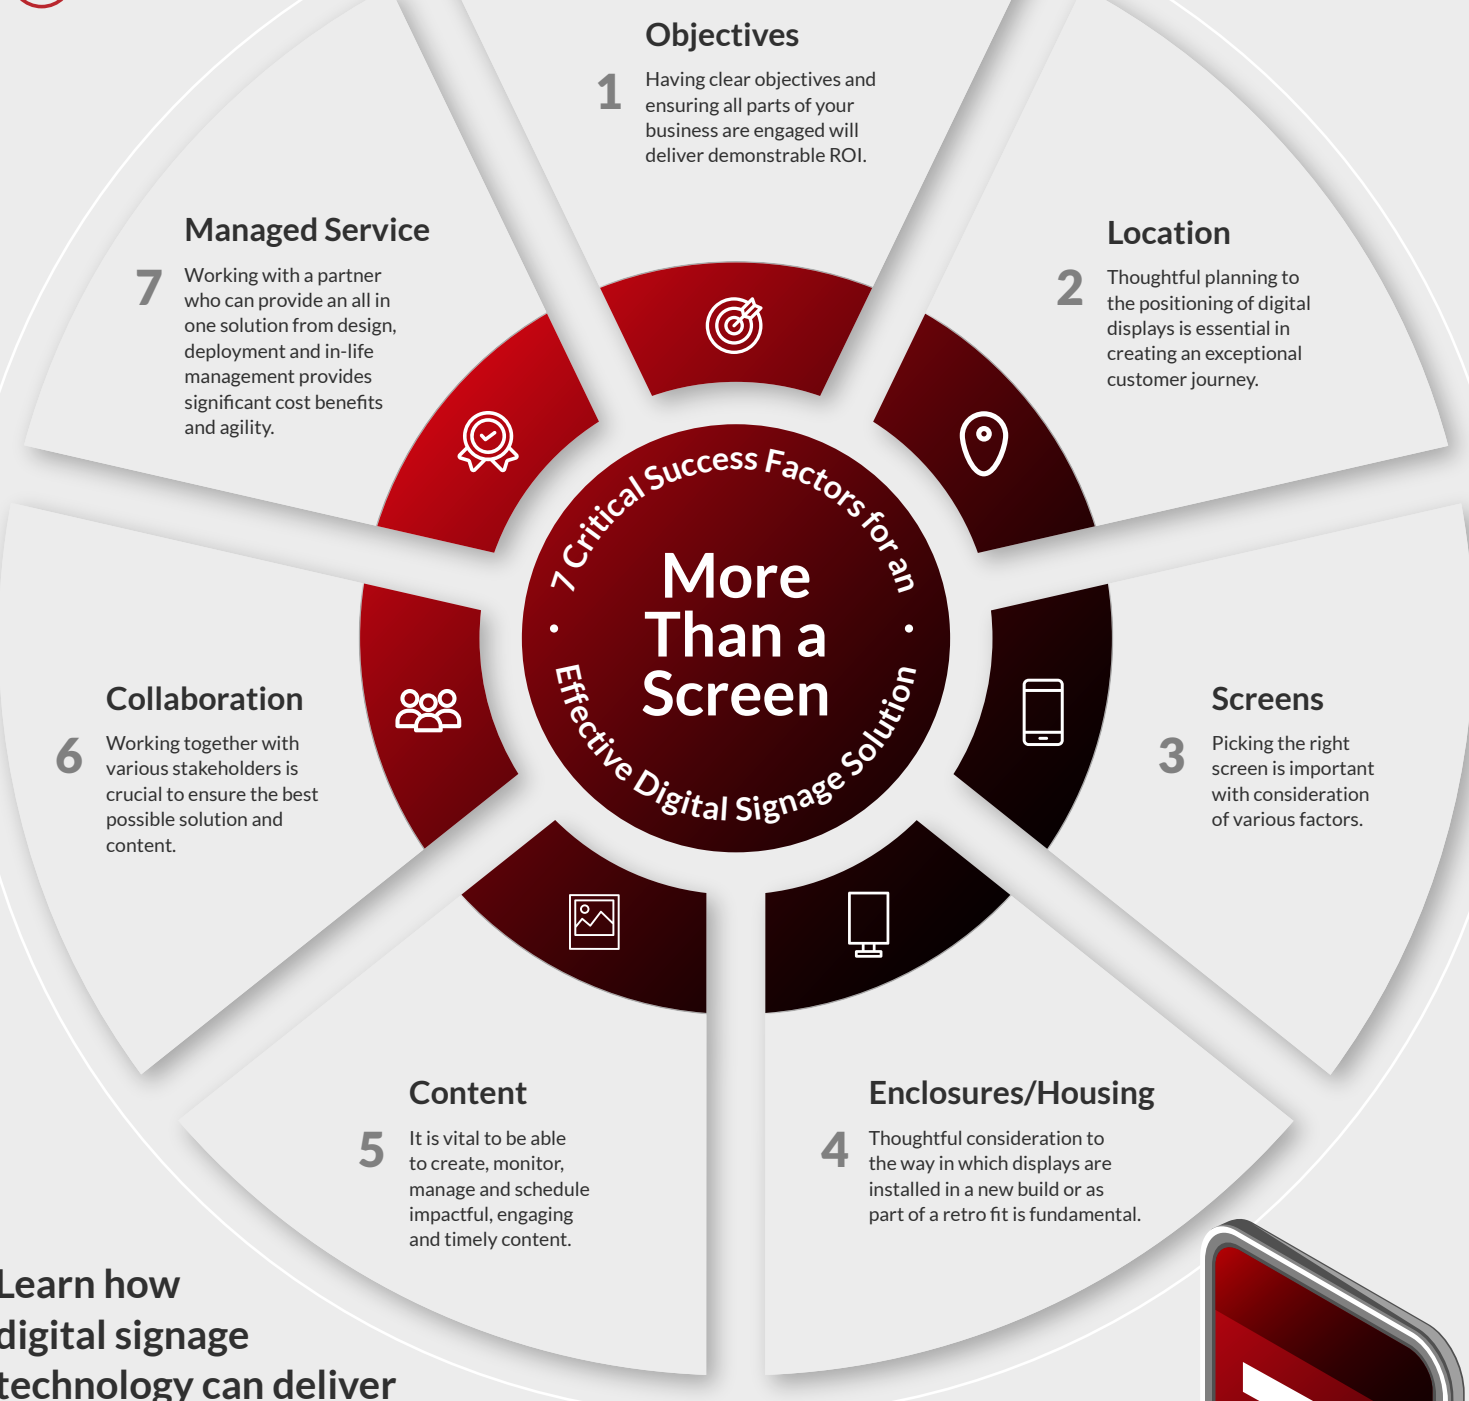 Objectives
1
Having clear objectives and
ensuring all parts of your
business are engaged will
deliver demonstrable ROI.
Location
2
Thoughtful planning to
the positioning of digital
displays is essential in
creating an exceptional
customer journey.
Screens
3
Picking the right
screen is important
with consideration
of various factors.
Enclosures/Housing
4
Thoughtful consideration to
the way in which displays are
installed in a new build or as
part of a retro fit is fundamental.
Content
5
It is vital to be able
to create, monitor,
manage and schedule
impactful, engaging
and timely content.
Collaboration
6
Working together with
various stakeholders is
crucial to ensure the best
possible solution and
content.
Managed Service
7
Working with a partner
who can provide an all in
one solution from design,
deployment and in-life
management provides
significant cost benefits
and agility.
7 Critical Success Factors for an
More
Than a
Screen
Effective Digital Signage Solution
Learn how
digital signage
technology can deliver